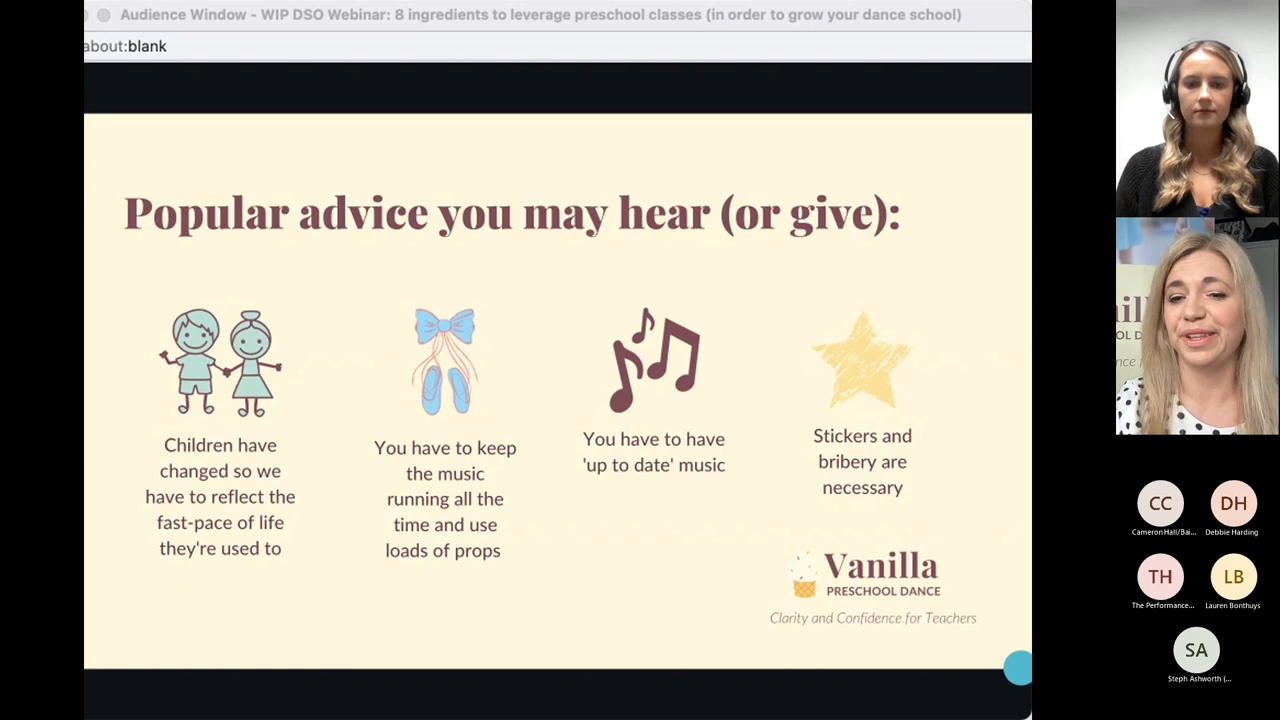 Audience Window - WIP DSO Webinar: 8 ingredients to leverage preschool classes (in order to grow your dance school)
about:blank
Popular advice you may hear (or give):
Children have
changed so we
have to reflect the
fast-pace of life
they're used to
You have to keep
the music
running all the
time and use
loads of props
You have to have
'up to date' music
Stickers and
bribery are
necessary
Vanilla
PRESCHOOL DANCE
Clarity and Confidence for Teachers
CC
Cameron Hall/Bai...
DH
Debbie Harding
TH
The Performance...
LB
Lauren Bonthuys
SA
Steph Ashworth (...